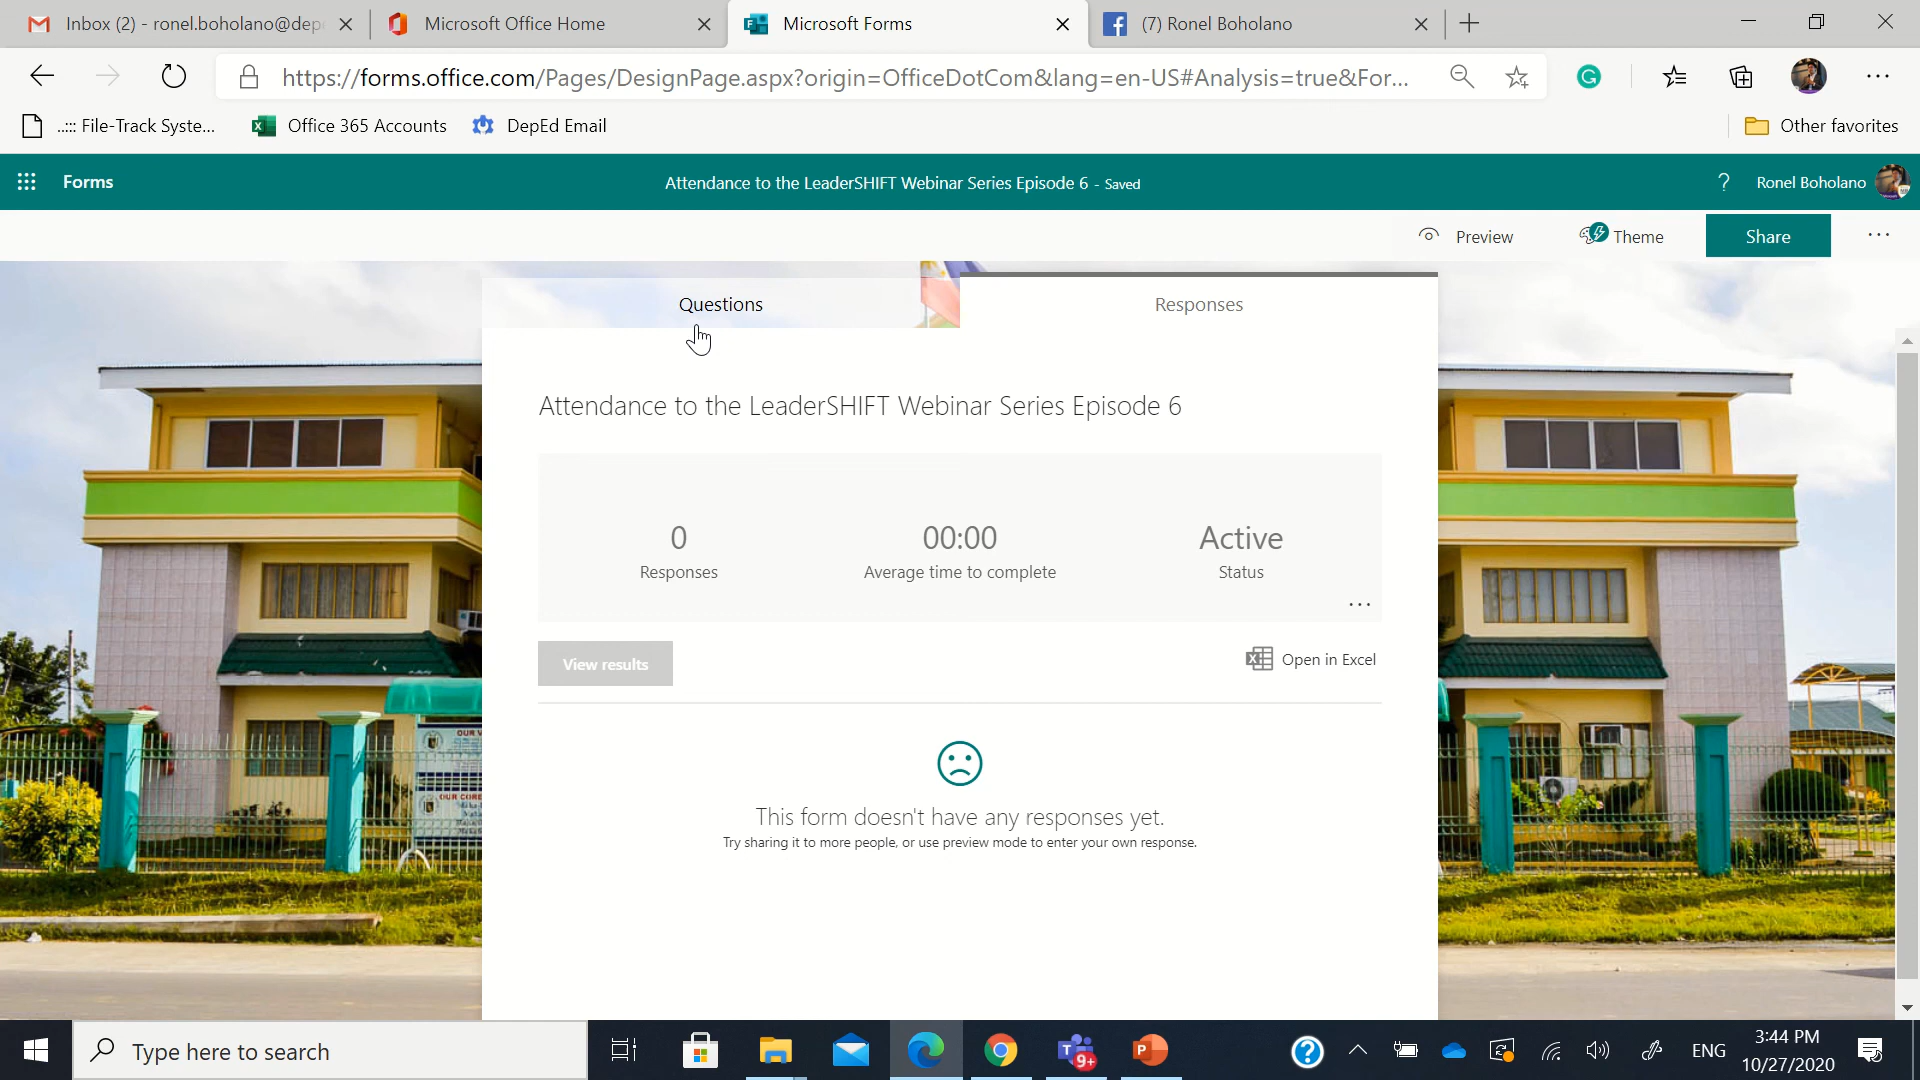 Inbox (2) - ronel.boholano@dep
Microsoft Office Home
Microsoft Forms
(7) Ronel Boholano
https://forms.office.com/Pages/DesignPage.aspx?origin=OfficeDotCom&lang=en-US#Analysis=true&For...
..::: File-Track Syste...
Office 365 Accounts
DepEd Email
Other favorites
Forms
Attendance to the LeaderSHIFT Webinar Series Episode 6 - Saved
?
Ronel Boholano
Preview
Theme
Share
Questions
Responses
Attendance to the LeaderSHIFT Webinar Series Episode 6
0
00:00
Active
Responses
Average time to complete
Status
View results
Open in Excel
This form doesn't have any responses yet.
Try sharing it to more people, or use preview mode to enter your own response.
OUR
OUR CORE
Type here to search
9+
ENG
3:44 PM
10/27/2020